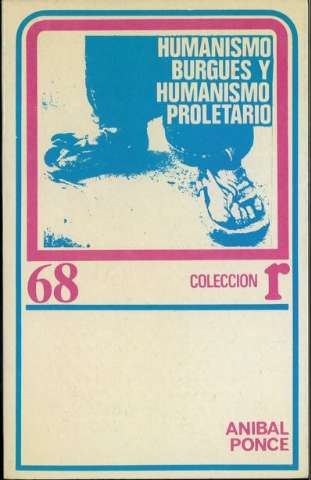 HUMANISMO
BURGUES Y
HUMANISMO
PROLETARIO
68
COLECCION r
ANIBAL
PONCE